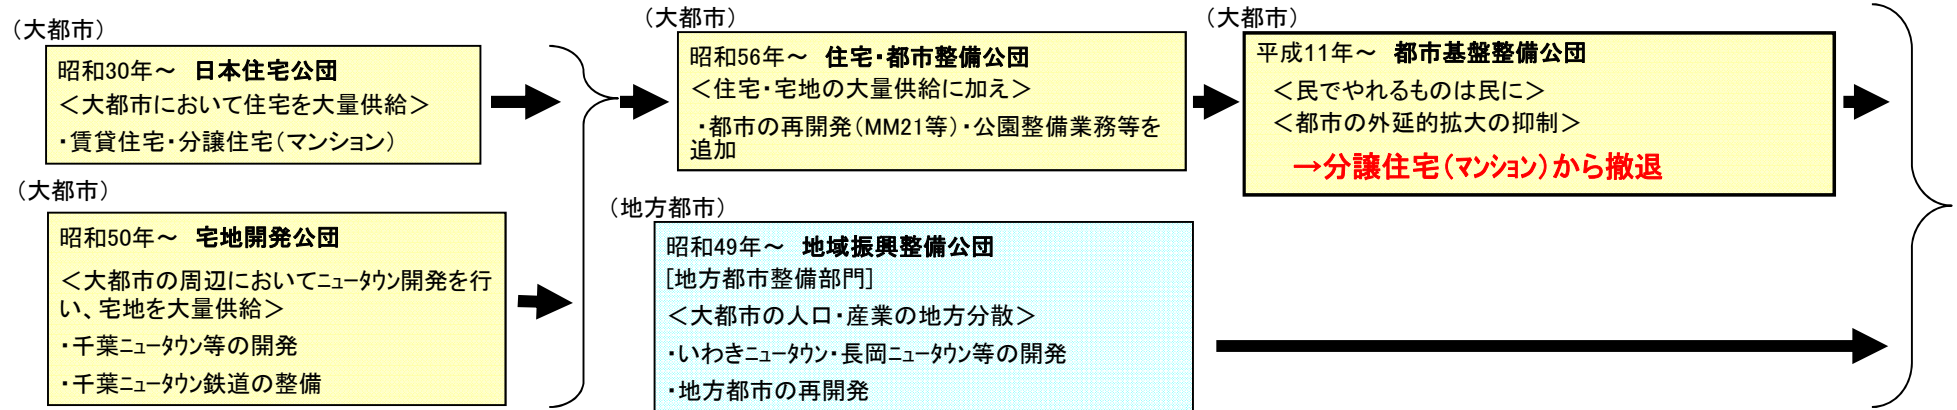 （大都市）
昭和30年～　日本住宅公団
＜大都市において住宅を大量供給＞
・賃貸住宅・分譲住宅（マンション）
（大都市）
昭和50年～　宅地開発公団
＜大都市の周辺においてﾆｭｰﾀｳﾝ開発を行
い、宅地を大量供給＞
・千葉ﾆｭｰﾀｳﾝ等の開発
・千葉ﾆｭｰﾀｳﾝ鉄道の整備
（大都市）
昭和56年～　住宅・都市整備公団
＜住宅・宅地の大量供給に加え＞
・都市の再開発（MM21等）・公園整備業務等を
追加
（地方都市）
昭和49年～　地域振興整備公団
[地方都市整備部門]
＜大都市の人口・産業の地方分散＞
・いわきﾆｭｰﾀｳﾝ・長岡ﾆｭｰﾀｳﾝ等の開発
・地方都市の再開発
（大都市）
平成11年～　都市基盤整備公団
＜民でやれるものは民に＞
＜都市の外延的拡大の抑制＞
→分譲住宅（ﾏﾝｼｮﾝ）から撤退